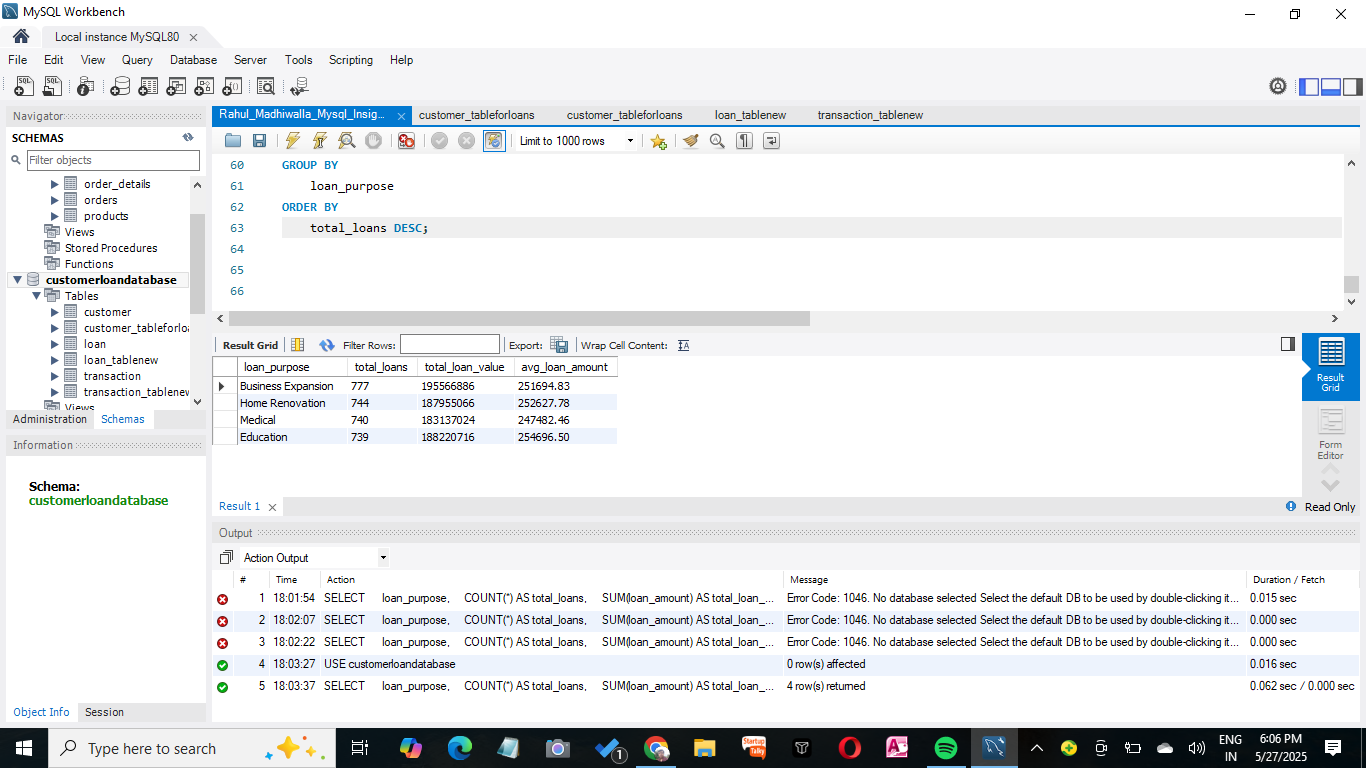 MySQL Workbench
Local instance MySQL80
File Edit View Query Database Server Tools Scripting Help
Navigator
SCHEMAS
Filter objects
order_details
orders
products
Views
Stored Procedures
Functions
customerloandatabase
Tables
customer
customer_tableforloa
loan
loan_tablenew
transaction
transaction_tablenew
Views
Administration Schemas
Information
Schema:
customerloandatabase
Object Info Session
Rahul_Madhiwalla_Mysql_Insig... customer_tableforloans customer_tableforloans loan_tablenew transaction_tablenew
Limit to 1000 rows
60 GROUP BY
61 loan_purpose
62 ORDER BY
63 total_loans DESC;
64
65
66
Result Grid Filter Rows: Export: Wrap Cell Content:
loan_purpose total_loans total_loan_value avg_loan_amount
Business Expansion 777 195566886 251694.83
Home Renovation 744 187955066 252627.78
Medical 740 183137024 247482.46
Education 739 188220716 254696.50
Result Grid
Form Editor
Result 1 Read Only
Output
Action Output
# Time Action Message Duration / Fetch
1 18:01:54 SELECT loan_purpose, COUNT(*) AS total_loans, SUM(loan_amount) AS total_loan_... Error Code: 1046. No database selected Select the default DB to be used by double-clicking it... 0.015 sec
2 18:02:07 SELECT loan_purpose, COUNT(*) AS total_loans, SUM(loan_amount) AS total_loan_... Error Code: 1046. No database selected Select the default DB to be used by double-clicking it... 0.000 sec
3 18:02:22 SELECT loan_purpose, COUNT(*) AS total_loans, SUM(loan_amount) AS total_loan_... Error Code: 1046. No database selected Select the default DB to be used by double-clicking it... 0.000 sec
4 18:03:27 USE customerloandatabase 0 row(s) affected 0.016 sec
5 18:03:37 SELECT loan_purpose, COUNT(*) AS total_loans, SUM(loan_amount) AS total_loan_... 4 row(s) returned 0.062 sec / 0.000 sec
Type here to search
1
Startup Talky
ENG
IN
6:06 PM
5/27/2025